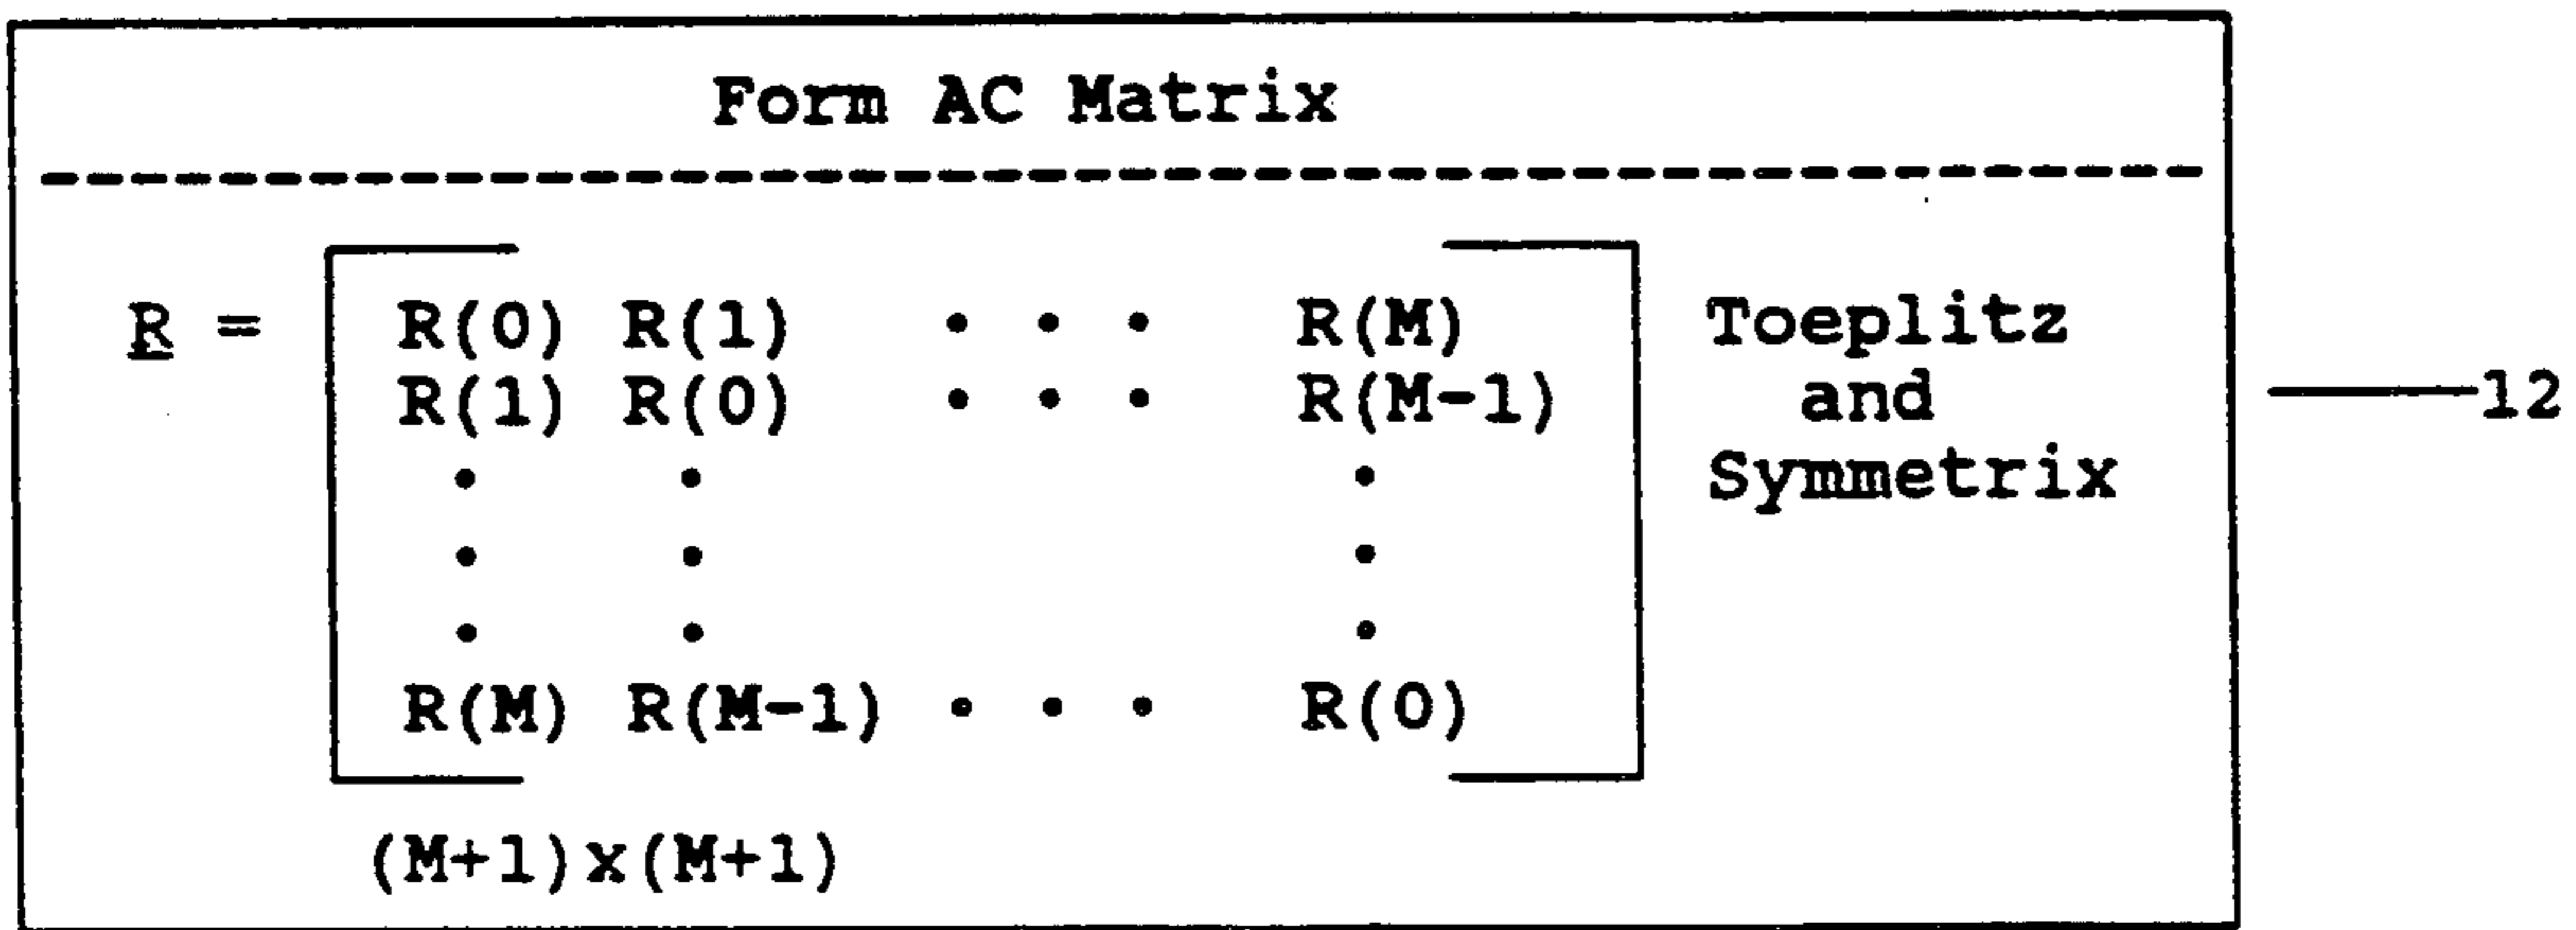 Form AC Matrix
R = R(0) R(1) . . . R(M) Toeplitz
R(1) R(0) . . . R(M-1) and
. . . Symmetrix
. . .
. . .
R(M) R(M-1) . . . R(0)
(M+1)x(M+1)
12